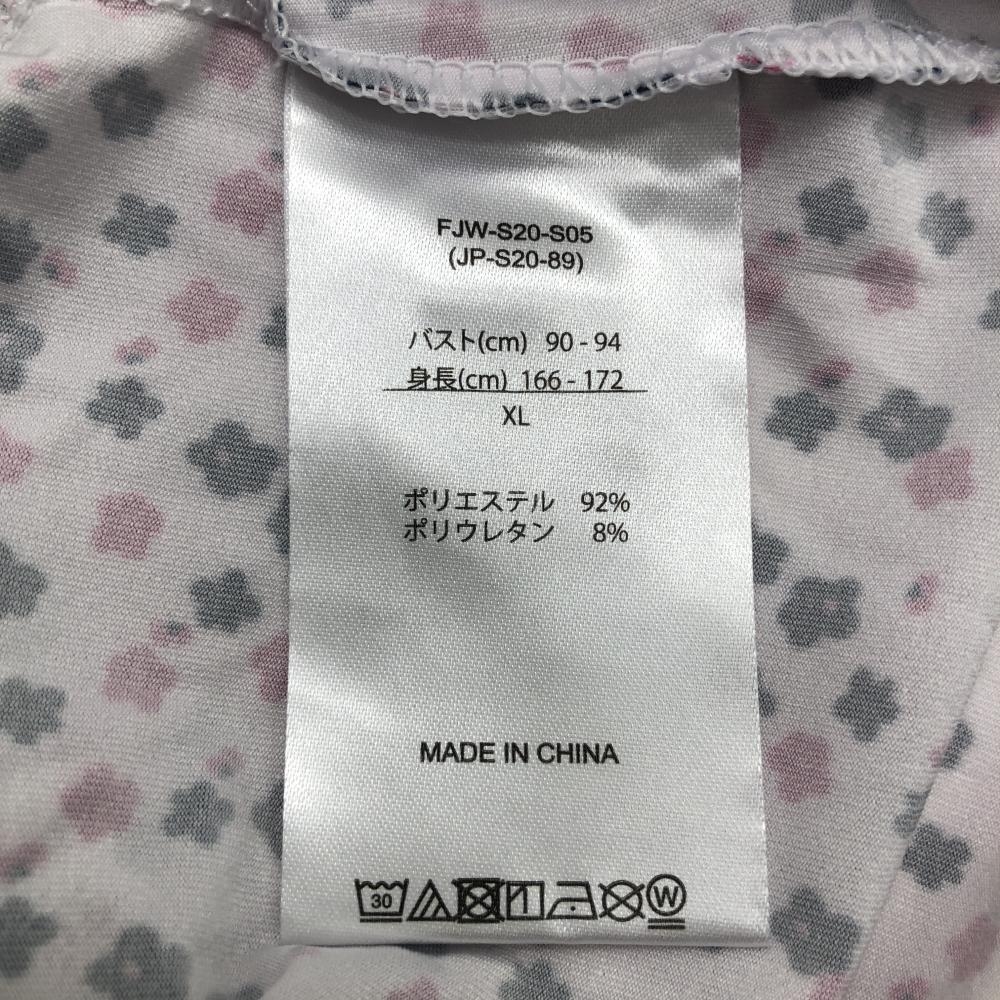 FJW-S20-S05
(JP-S20-89)
バスト(cm) 90 - 94
身長(cm) 166 - 172
XL
ポリエステル 92%
ポリウレタン 8%
MADE IN CHINA
30 W